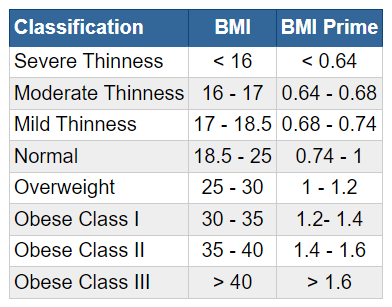 Classification BMI BMI Prime
Severe Thinness < 16 < 0.64
Moderate Thinness 16 - 17 0.64 - 0.68
Mild Thinness 17 - 18.5 0.68 - 0.74
Normal 18.5 - 25 0.74 - 1
Overweight 25 - 30 1 - 1.2
Obese Class I 30 - 35 1.2- 1.4
Obese Class II 35 - 40 1.4 - 1.6
Obese Class III > 40 > 1.6